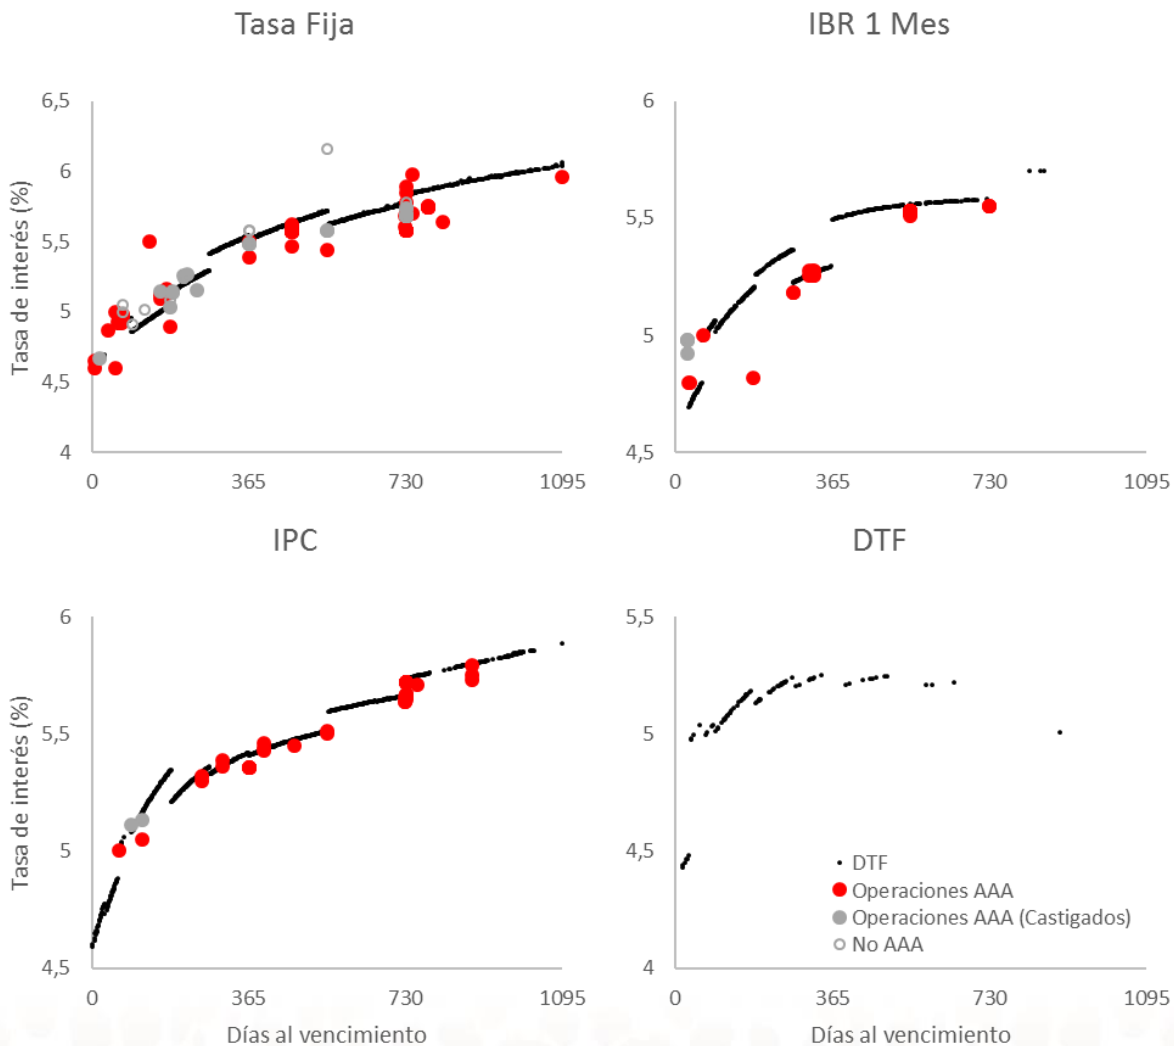 Tasa Fija
IBR 1 Mes
Tasa de interés (%)
6,5
6
5,5
5
4,5
4
0
365
730
1095
6
5,5
5
4,5
0
365
730
1095
IPC
DTF
Tasa de interés (%)
6
5,5
5
4,5
0
365
730
1095
Días al vencimiento
5,5
5
4,5
4
DTF
Operaciones AAA
Operaciones AAA (Castigados)
No AAA
0
365
730
1095
Días al vencimiento